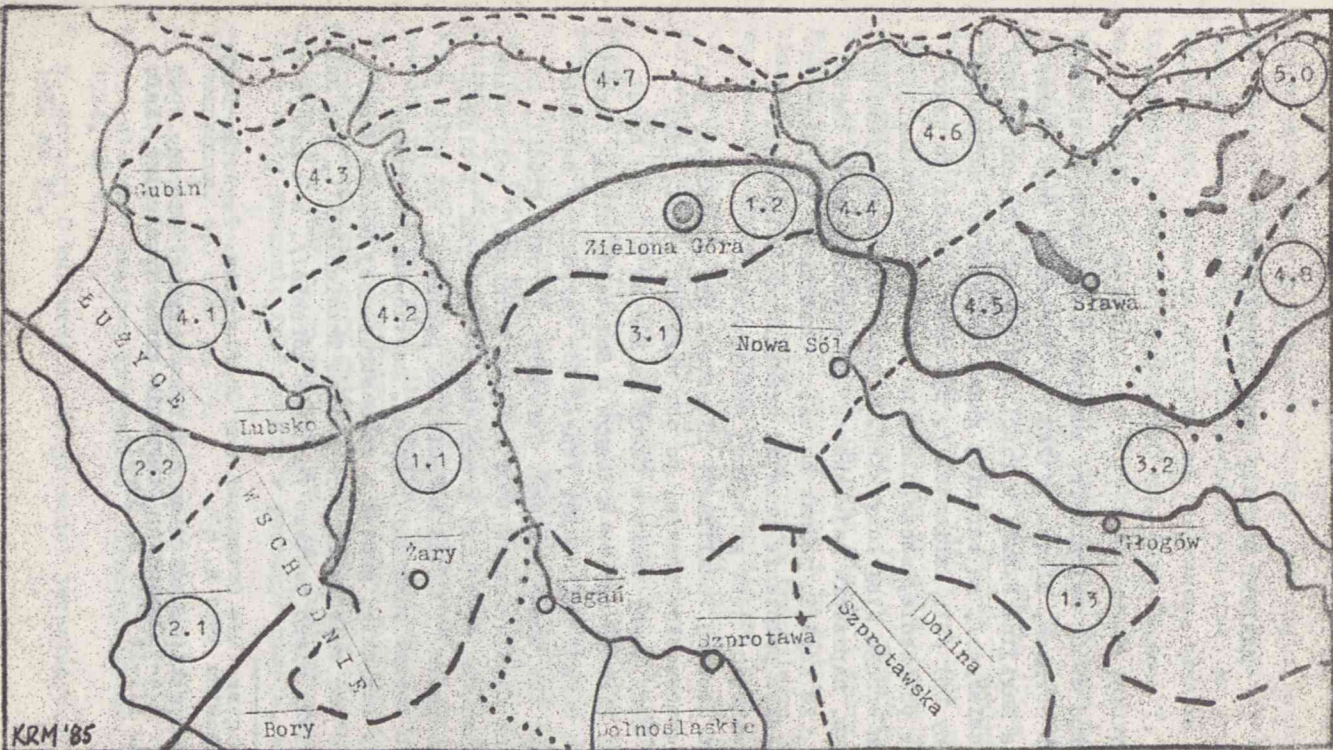 4.7
5.0
4.6
4.3
Gubin
1.2
4.4
Zielona Góra
4.8
ŁUŻYCE
4.1
4.2
3.1
4.5
Sława
Nowa Sól
Lubsko
2.2
1.1
3.2
WSCHODNIE
Głogów
Żary
1.3
Żagań
2.1
Szprotawa
Dolina
Szprotawska
Bory
Dolnośląskie
KRM '85